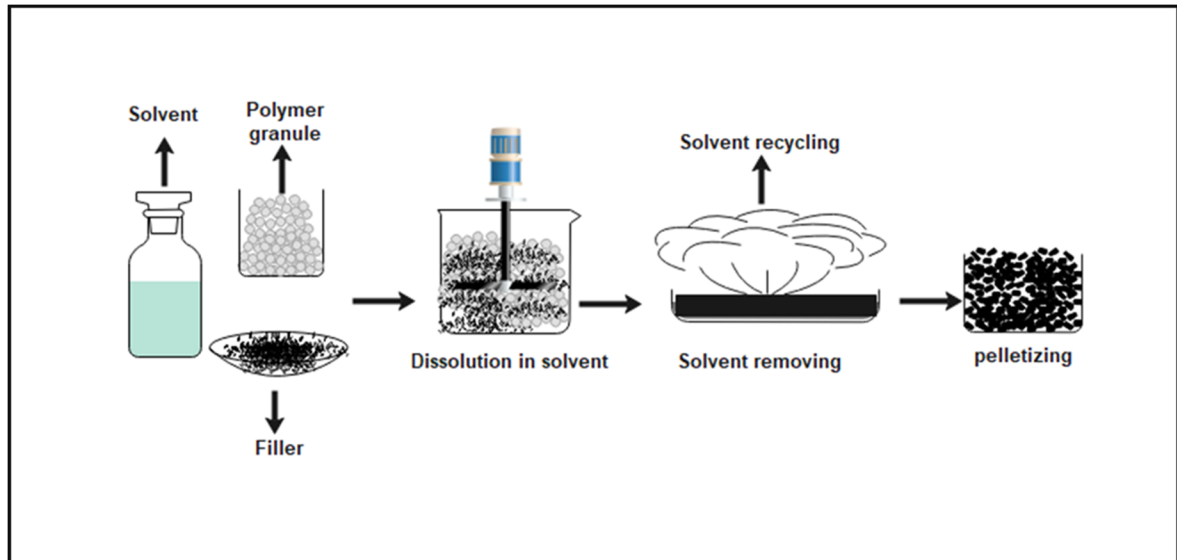 Solvent
Polymer
granule
Filler
Dissolution in solvent
Solvent recycling
Solvent removing
pelletizing